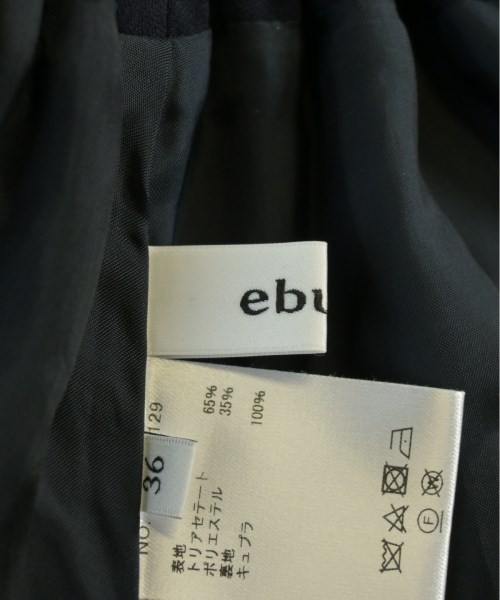 ebu
36
NO. 129
表地
トリアセテート 65%
ポリエステル 35%
裏地
キュプラ 100%
F